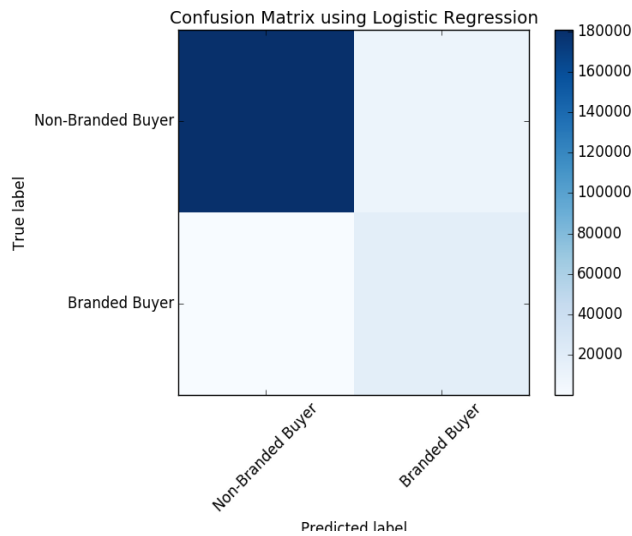 Confusion Matrix using Logistic Regression
True label
Non-Branded Buyer
Branded Buyer
Non-Branded Buyer
Branded Buyer
Predicted label
180000
160000
140000
120000
100000
80000
60000
40000
20000